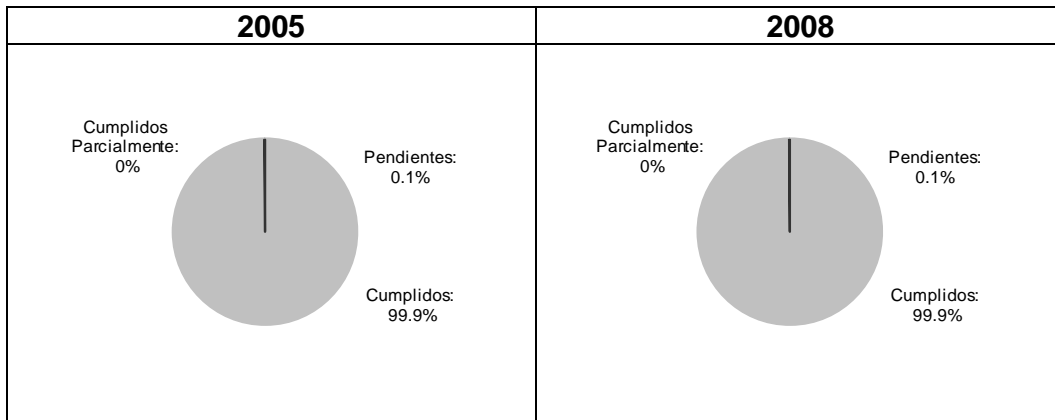 2005
Cumplidos
Parcialmente:
0%
Pendientes:
0.1%
Cumplidos:
99.9%
2008
Cumplidos
Parcialmente:
0%
Pendientes:
0.1%
Cumplidos:
99.9%